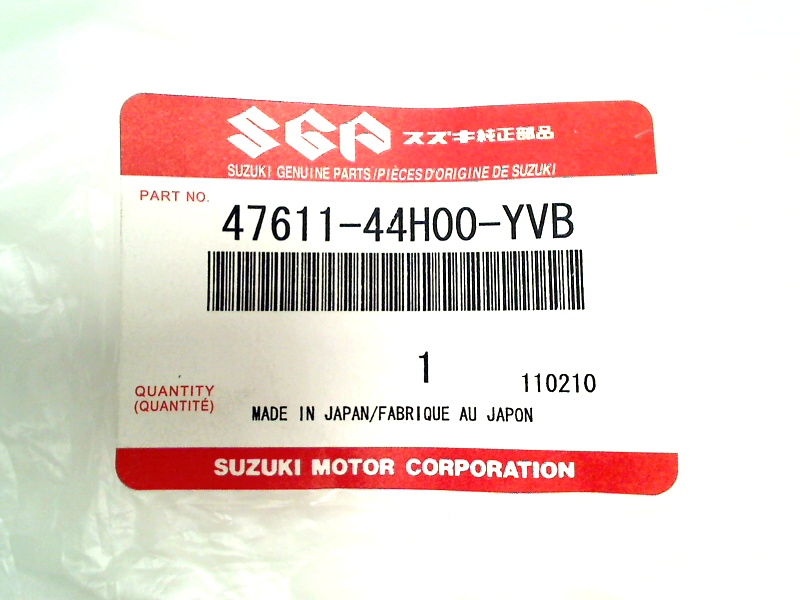 SGP スズキ純正部品
SUZUKI GENUINE PARTS/PIÈCES D'ORIGINE DE SUZUKI
PART NO. 47611-44H00-YVB
1 110210
QUANTITY
(QUANTITÉ)
MADE IN JAPAN/FABRIQUE AU JAPON
SUZUKI MOTOR CORPORATION